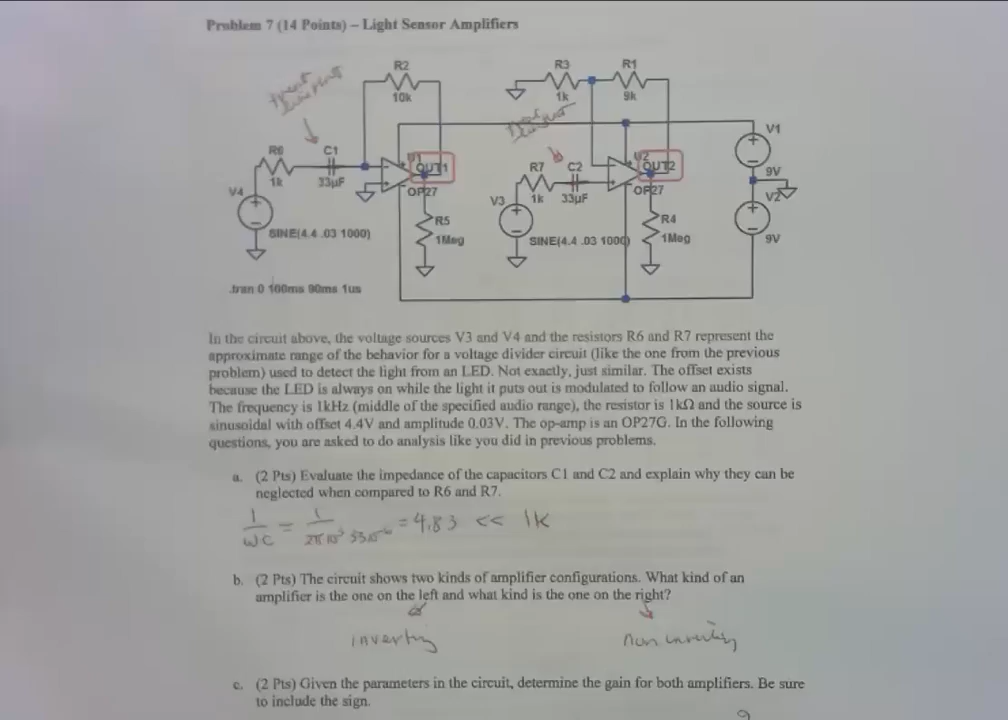 Problem 7 (14 Points) – Light Sensor Amplifiers
R2
10k
R3
1k
R1
9k
R6
1k
C1
33µF
U1
OUT1
OP27
V4
SINE(4.4 .03 1000)
R5
1Meg
R7
1k
C2
33µF
U2
OUT2
OP27
V3
SINE(4.4 .03 1000)
R4
1Meg
V1
9V
V2
9V
.tran 0 100ms 90ms 1us
In the circuit above, the voltage sources V3 and V4 and the resistors R6 and R7 represent the
approximate range of the behavior for a voltage divider circuit (like the one from the previous
problem) used to detect the light from an LED. Not exactly, just similar. The offset exists
because the LED is always on while the light it puts out is modulated to follow an audio signal.
The frequency is 1kHz (middle of the specified audio range), the resistor is 1kΩ and the source is
sinusoidal with offset 4.4V and amplitude 0.03V. The op-amp is an OP27G. In the following
questions, you are asked to do analysis like you did in previous problems.
a. (2 Pts) Evaluate the impedance of the capacitors C1 and C2 and explain why they can be
neglected when compared to R6 and R7.
1/ωC = 1/2π 10³ 33 10⁻⁶ = 4.83 << 1k
b. (2 Pts) The circuit shows two kinds of amplifier configurations. What kind of an
amplifier is the one on the left and what kind is the one on the right?
inverting non inverting
c. (2 Pts) Given the parameters in the circuit, determine the gain for both amplifiers. Be sure
to include the sign.